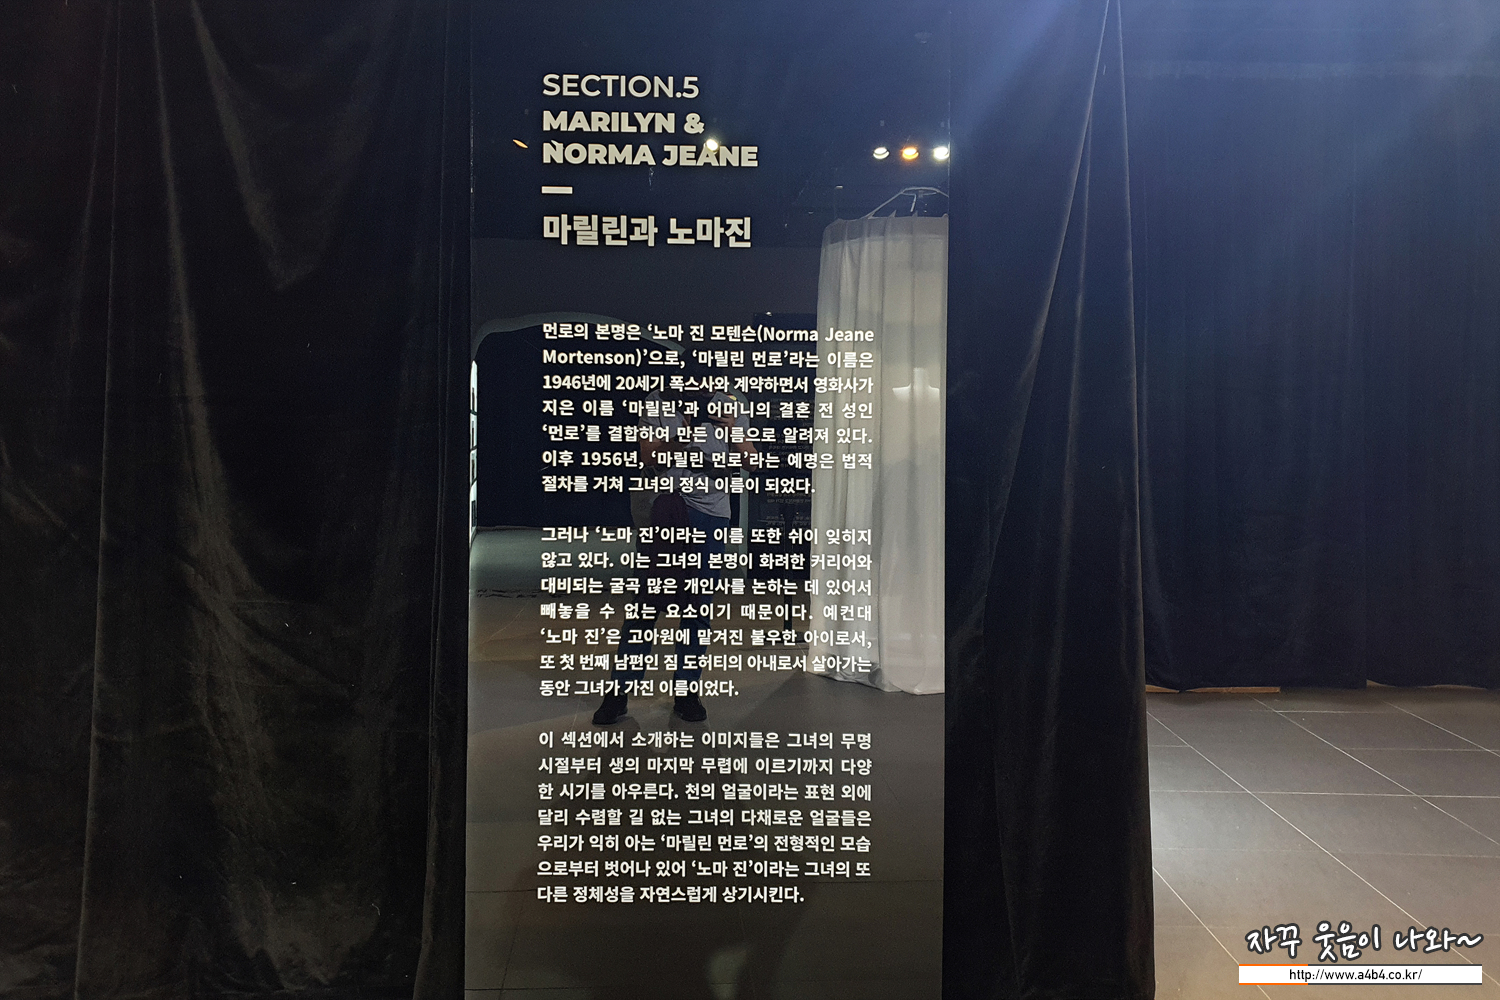 SECTION.5
MARILYN &
NORMA JEANE
마릴린과 노마진
먼로의 본명은 ‘노마 진 모텐슨(Norma Jeane
Mortenson)’으로, ‘마릴린 먼로’라는 이름은
1946년에 20세기 폭스사와 계약하면서 영화사가
지은 이름 ‘마릴린’과 어머니의 결혼 전 성인
‘먼로’를 결합하여 만든 이름으로 알려져 있다.
이후 1956년, ‘마릴린 먼로’라는 예명은 법적
절차를 거쳐 그녀의 정식 이름이 되었다.
그러나 ‘노마 진’이라는 이름 또한 쉬이 잊히지
않고 있다. 이는 그녀의 본명이 화려한 커리어와
대비되는 굴곡 많은 개인사를 논하는 데 있어서
빼놓을 수 없는 요소이기 때문이다. 예컨대
‘노마 진’은 고아원에 맡겨진 불우한 아이로서,
또 첫 번째 남편인 짐 도허티의 아내로서 살아가는
동안 그녀가 가진 이름이었다.
이 섹션에서 소개하는 이미지들은 그녀의 무명
시절부터 생의 마지막 무렵에 이르기까지 다양
한 시기를 아우른다. 천의 얼굴이라는 표현 외에
달리 수렴할 길 없는 그녀의 다채로운 얼굴들은
우리가 익히 아는 ‘마릴린 먼로’의 전형적인 모습
으로부터 벗어나 있어 ‘노마 진’이라는 그녀의 또
다른 정체성을 자연스럽게 상기시킨다.
자꾸 웃음이 나와~
http://www.a4b4.co.kr/